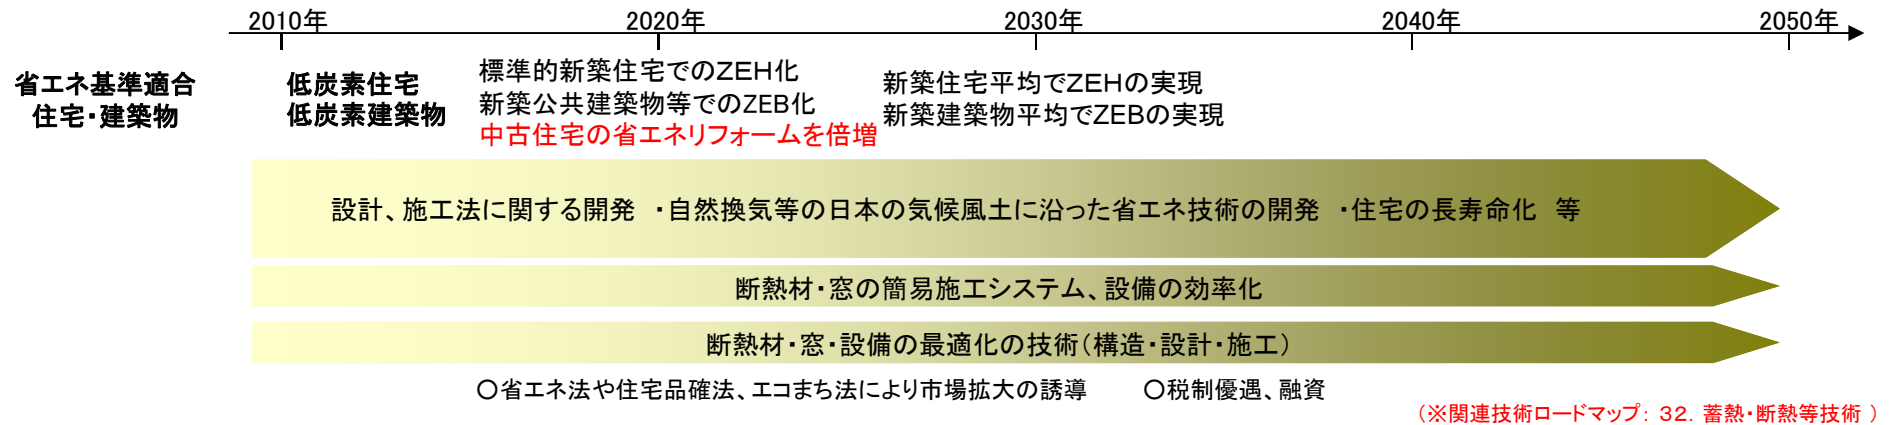 2010年 2020年 2030年 2040年 2050年
省エネ基準適合
住宅・建築物
低炭素住宅
低炭素建築物
標準的新築住宅でのZEH化
新築公共建築物等でのZEB化
中古住宅の省エネリフォームを倍増
新築住宅平均でZEHの実現
新築建築物平均でZEBの実現
設計、施工法に関する開発　・自然換気等の日本の気候風土に沿った省エネ技術の開発　・住宅の長寿命化　等
断熱材・窓の簡易施工システム、設備の効率化
断熱材・窓・設備の最適化の技術（構造・設計・施工）
○省エネ法や住宅品確法、エコまち法により市場拡大の誘導　　○税制優遇、融資
（※関連技術ロードマップ： 32. 蓄熱・断熱等技術 ）